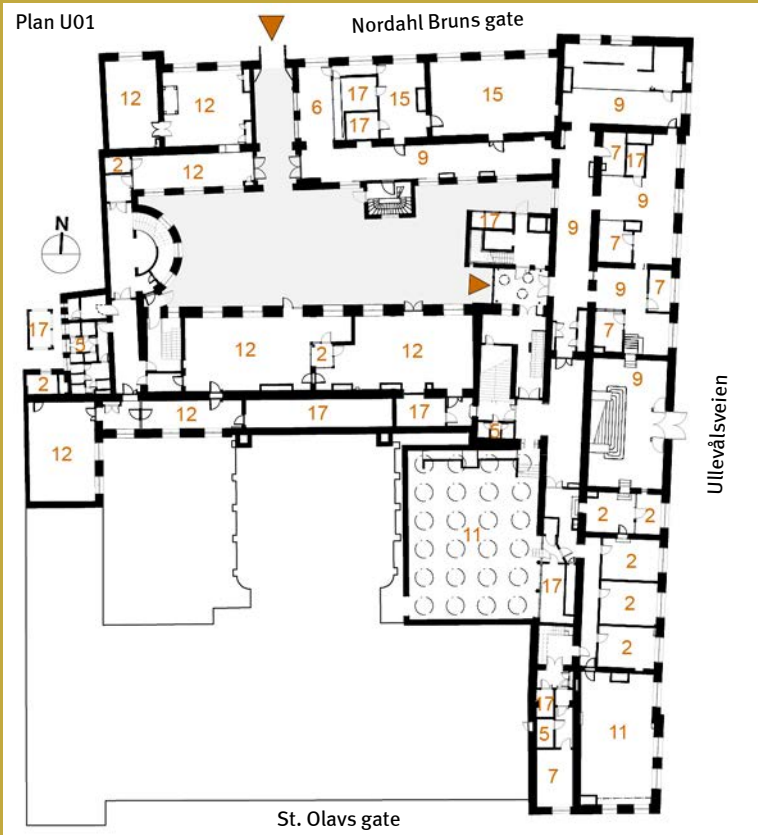 Plan U01
Nordahl Bruns gate
12 12 6 17 15 15 9
17
2 12 9 7 17
9
17 9 7
9 7
17 5 12 2 12 7
2 9
12 17 17
12 6
Ullevålsveien
2 2
11 2
17 2
2
17 11
5
7
N
St. Olavs gate